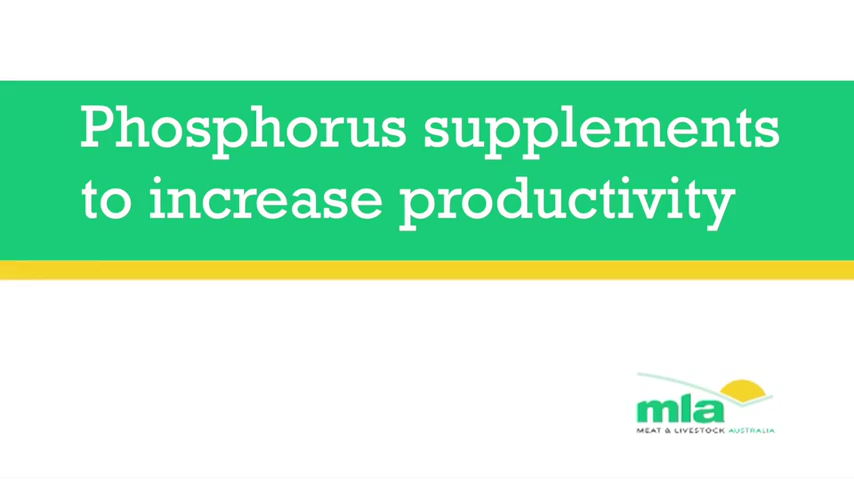 Phosphorus supplements
to increase productivity
mla
MEAT & LIVESTOCK AUSTRALIA